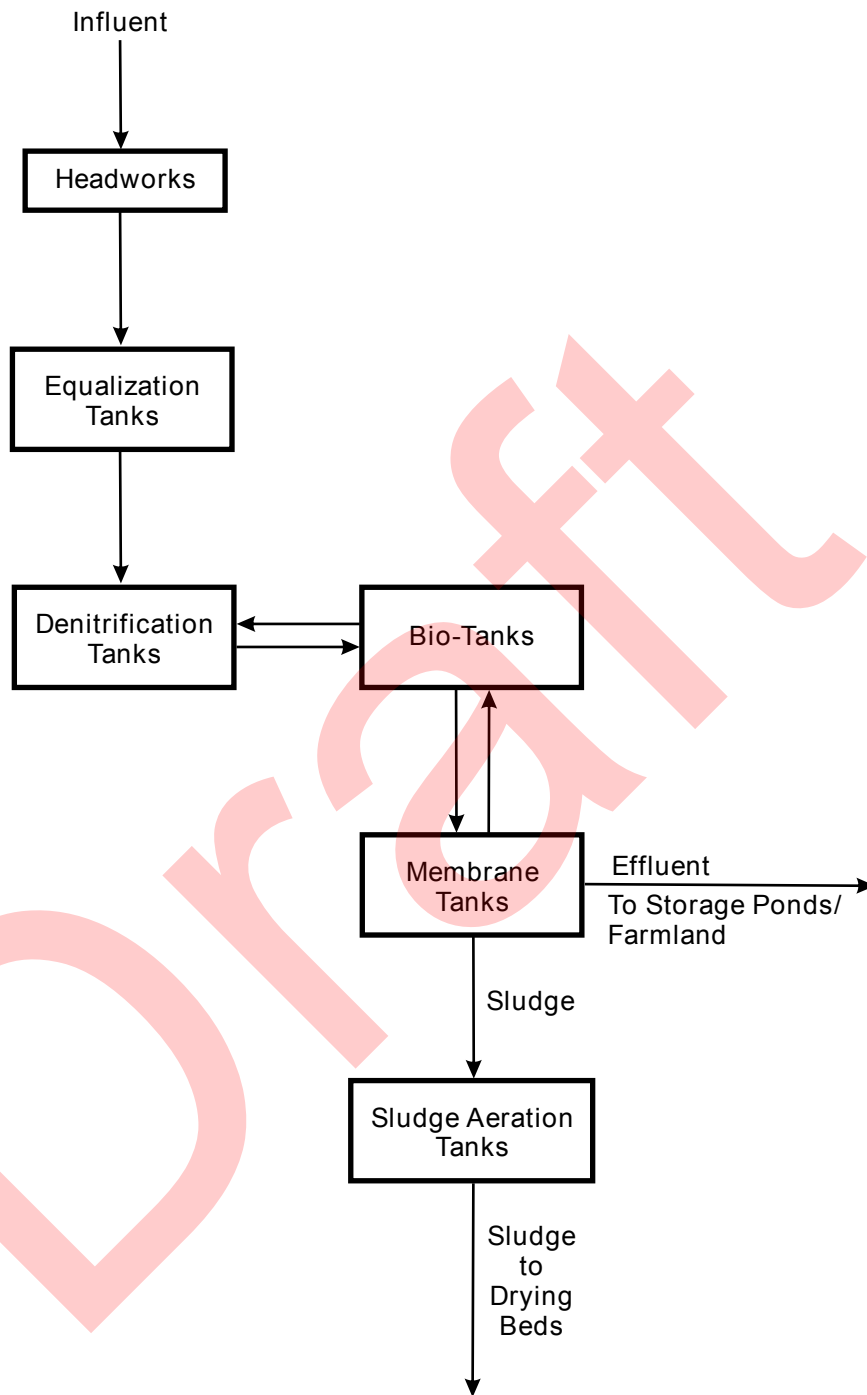 Influent
Headworks
Equalization
Tanks
Denitrification
Tanks
Bio-Tanks
Membrane
Tanks
Effluent
To Storage Ponds/
Farmland
Sludge
Sludge Aeration
Tanks
Sludge
to
Drying
Beds
Draft